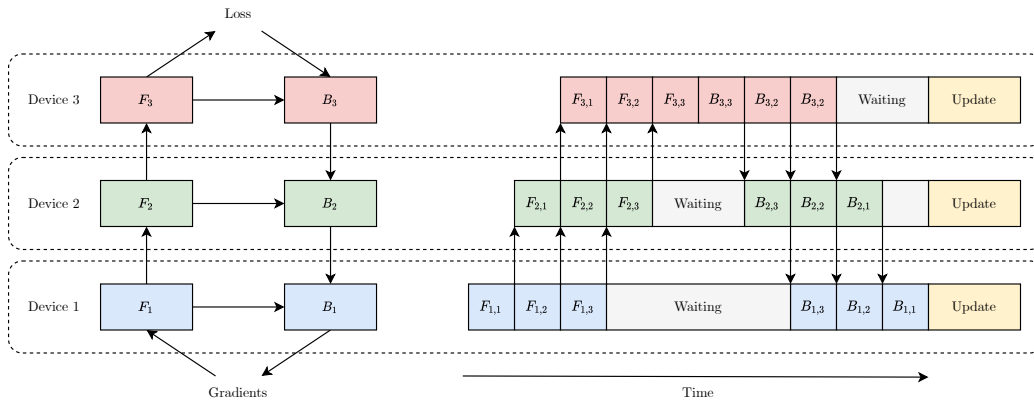 Loss
Device 3
F₃
B₃
F₃,₁
F₃,₂
F₃,₃
B₃,₃
B₃,₂
B₃,₂
Waiting
Update
Device 2
F₂
B₂
F₂,₁
F₂,₂
F₂,₃
Waiting
B₂,₃
B₂,₂
B₂,₁
Update
Device 1
F₁
B₁
F₁,₁
F₁,₂
F₁,₃
Waiting
B₁,₃
B₁,₂
B₁,₁
Update
Gradients
Time